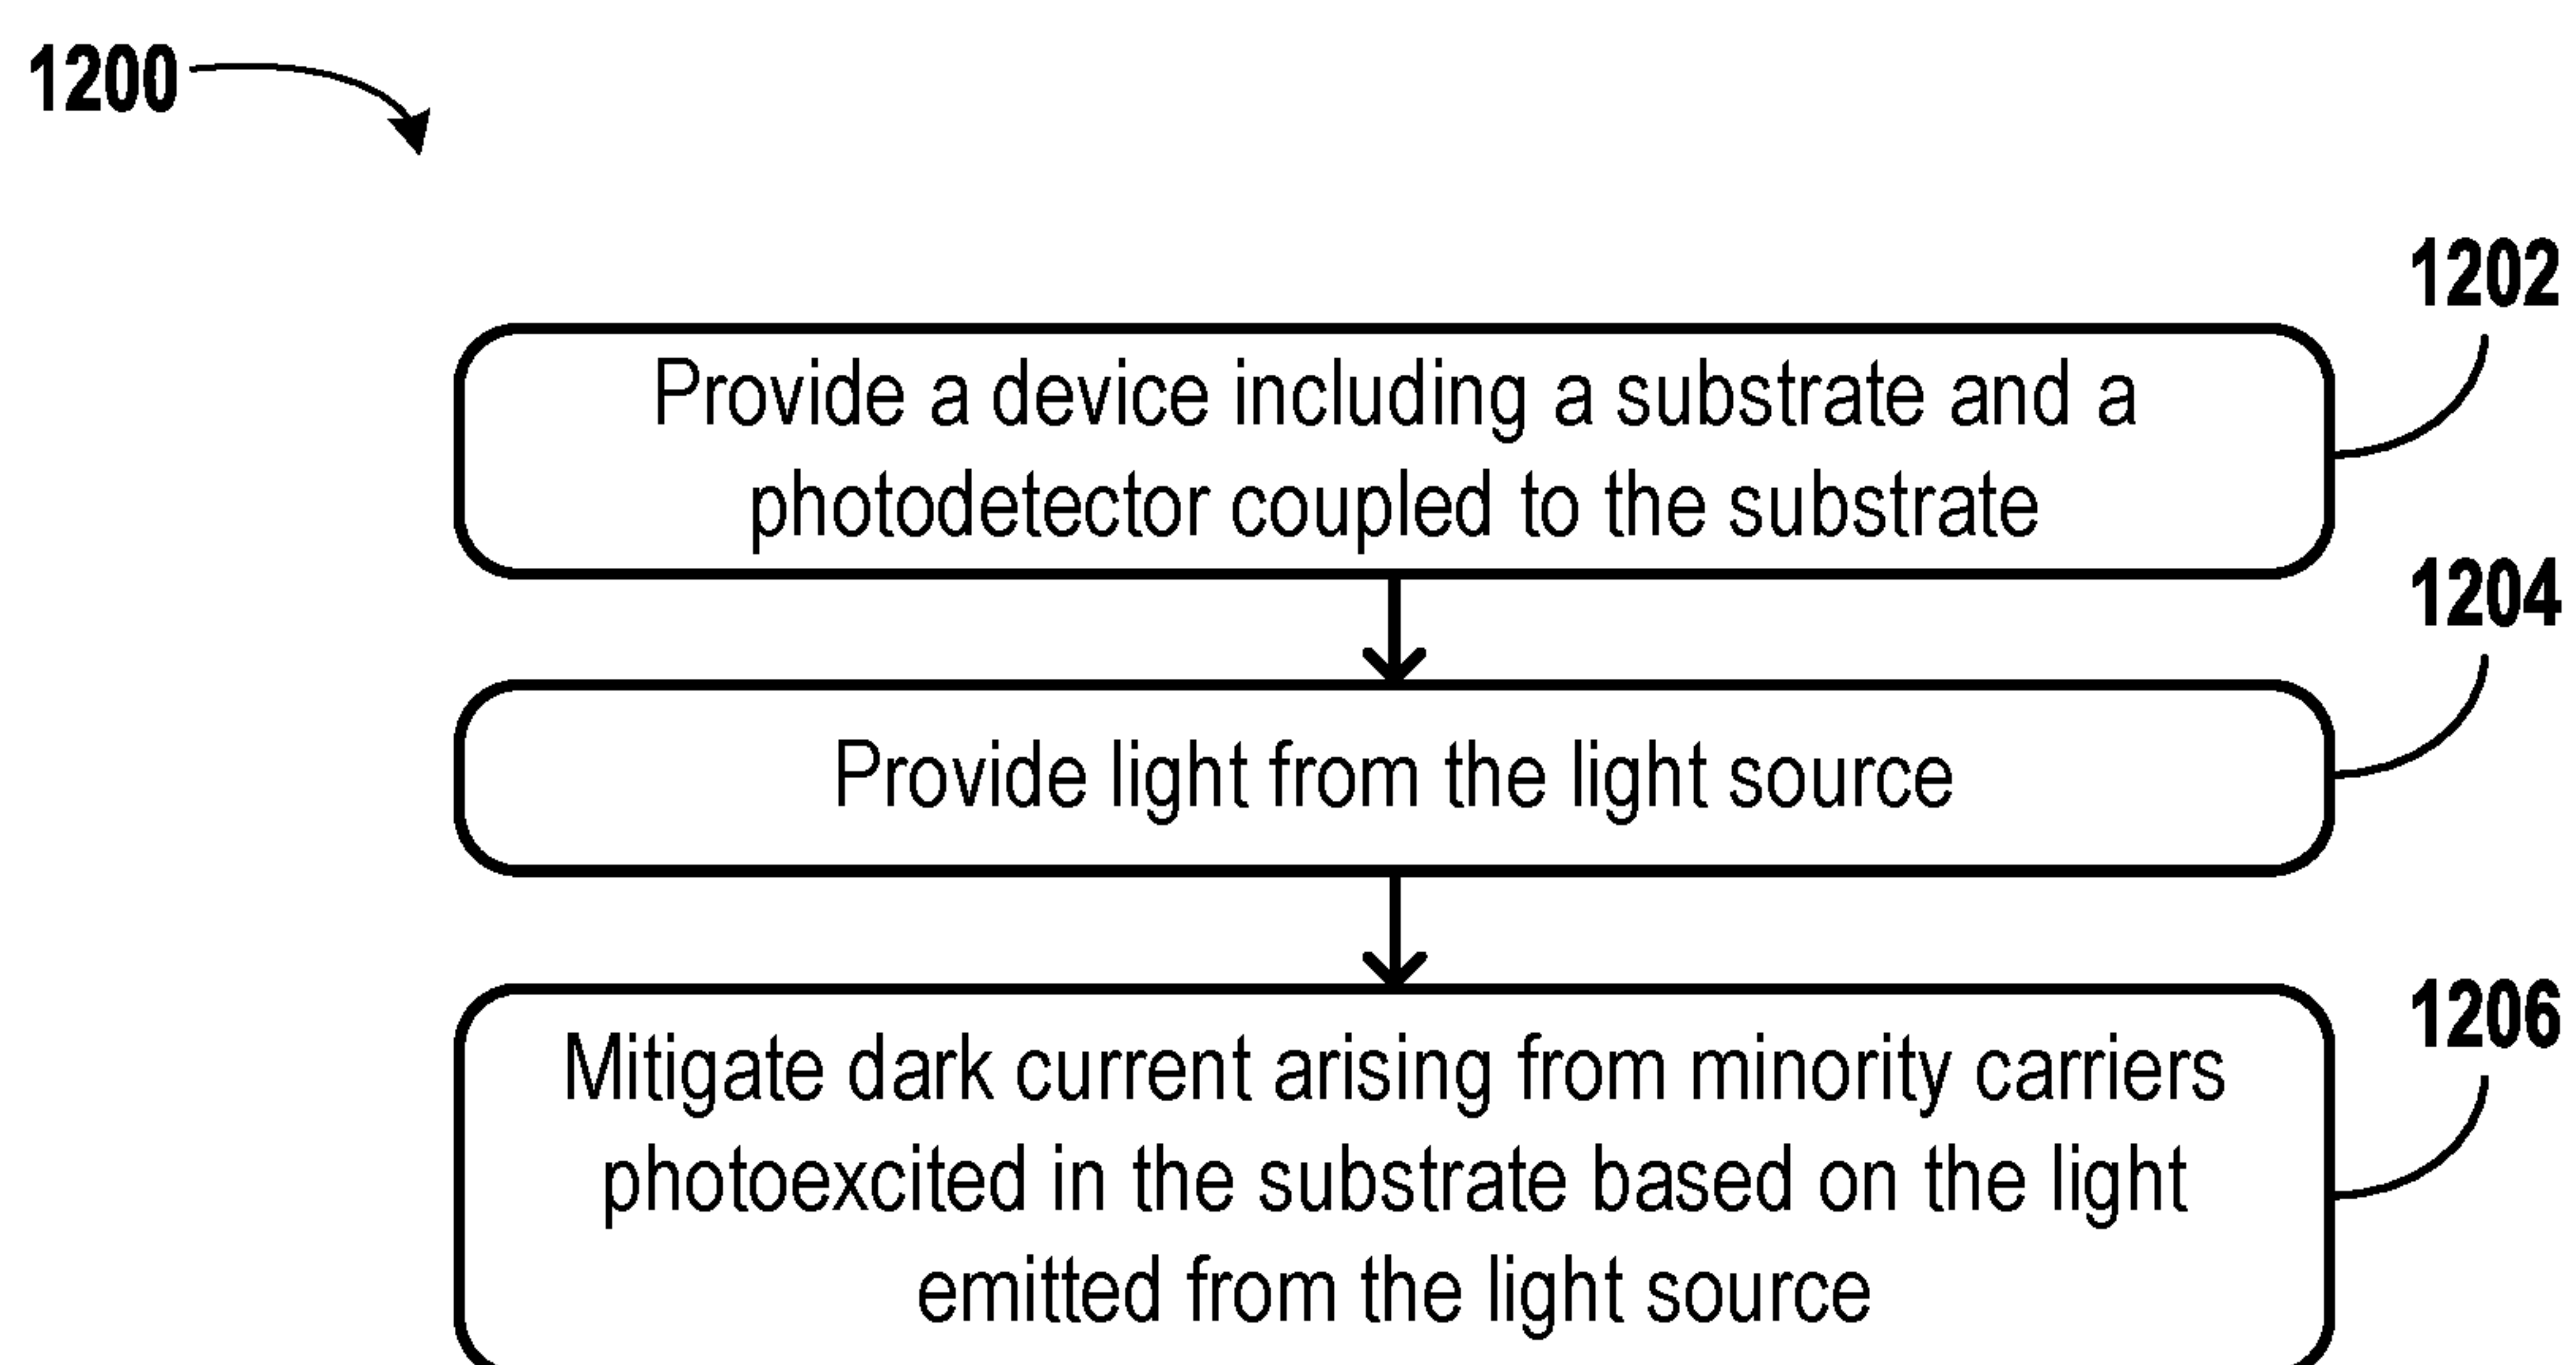 1200
1202
Provide a device including a substrate and a
photodetector coupled to the substrate
1204
Provide light from the light source
1206
Mitigate dark current arising from minority carriers
photoexcited in the substrate based on the light
emitted from the light source